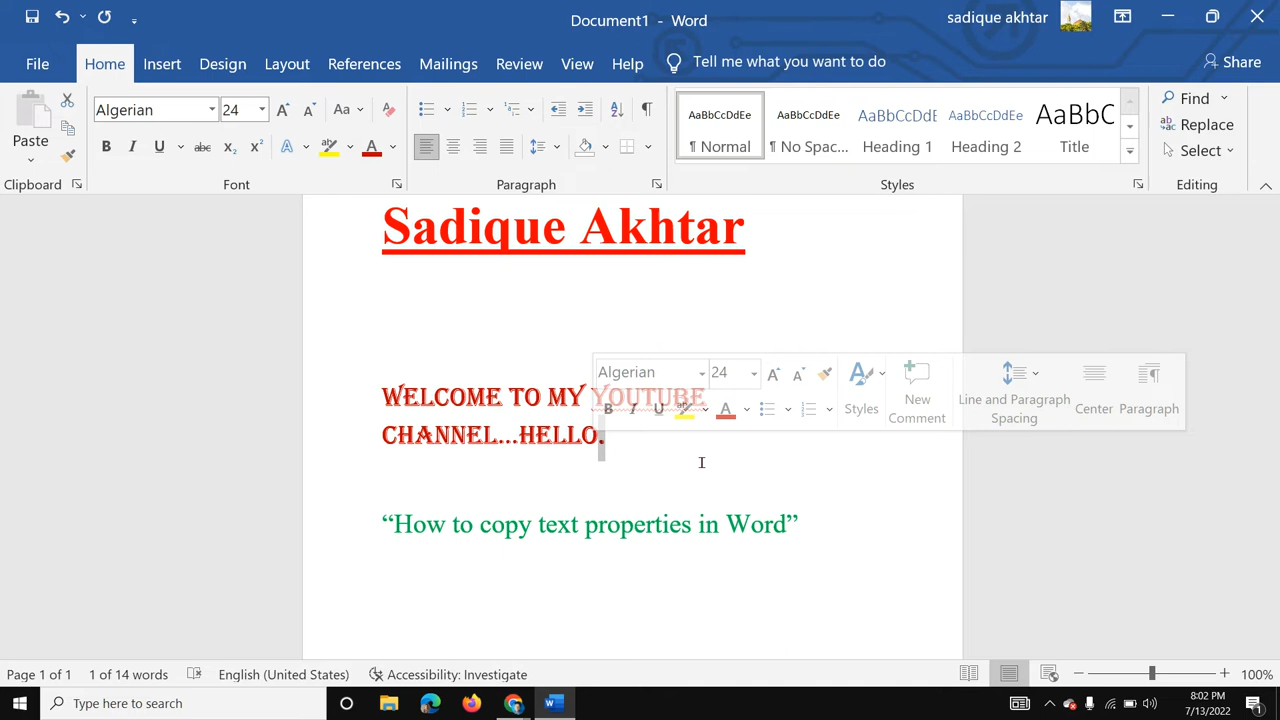 Document1 - Word
sadique akhtar
File Home Insert Design Layout References Mailings Review View Help Tell me what you want to do Share
Paste
Clipboard
Algerian 24 Aa
B I U abc x₂ x² A A
Font
Paragraph
AaBbCcDdEe AaBbCcDdEe AaBbCcDdE AaBbCcDdEe AaBbC
¶ Normal ¶ No Spac... Heading 1 Heading 2 Title
Styles
Find
Replace
Select
Editing
Sadique Akhtar
WELCOME TO MY YOUTUBE
CHANNEL...HELLO.
Algerian 24
B I U A
Styles
New
Comment
Line and Paragraph
Spacing
Center
Paragraph
“How to copy text properties in Word”
Page 1 of 1 1 of 14 words English (United States) Accessibility: Investigate 100%
Type here to search
8:02 PM
7/13/2022